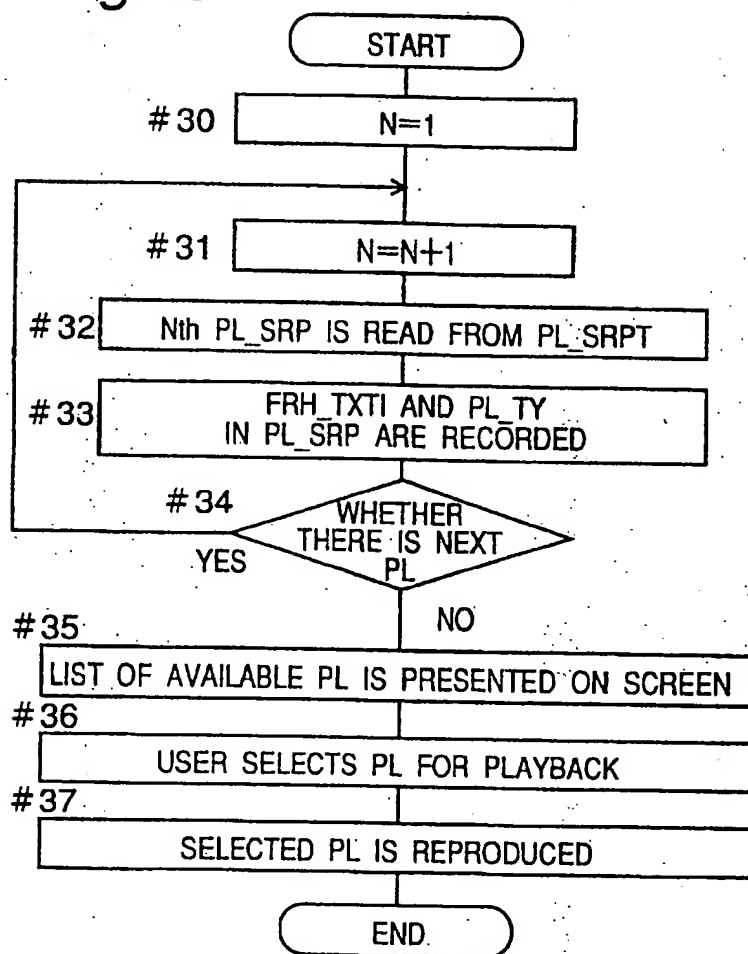 START
#30
N=1
#31
N=N+1
#32
Nth PL_SRP IS READ FROM PL_SRPT
#33
FRH_TXTI AND PL_TY
IN PL_SRP ARE RECORDED
#34
WHETHER
THERE IS NEXT
PL
YES
NO
#35
LIST OF AVAILABLE PL IS PRESENTED ON SCREEN
#36
USER SELECTS PL FOR PLAYBACK
#37
SELECTED PL IS REPRODUCED
END